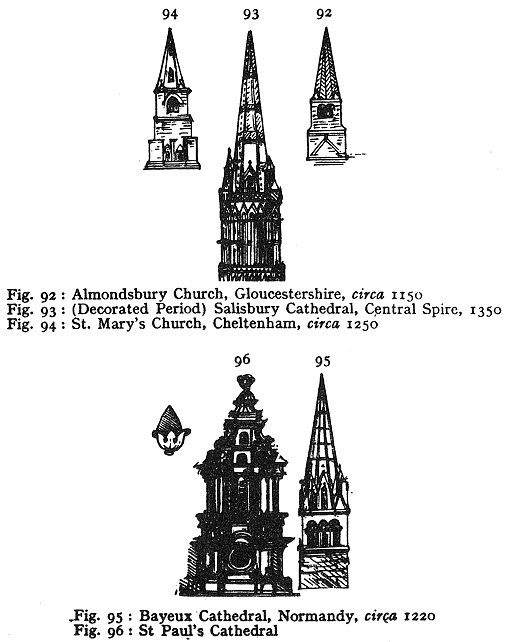 94 93 92
Fig. 92 : Almondsbury Church, Gloucestershire, circa 1150
Fig. 93 : (Decorated Period) Salisbury Cathedral, Central Spire, 1350
Fig. 94 : St. Mary's Church, Cheltenham, circa 1250
96 95
Fig. 95 : Bayeux Cathedral, Normandy, circa 1220
Fig. 96 : St Paul's Cathedral